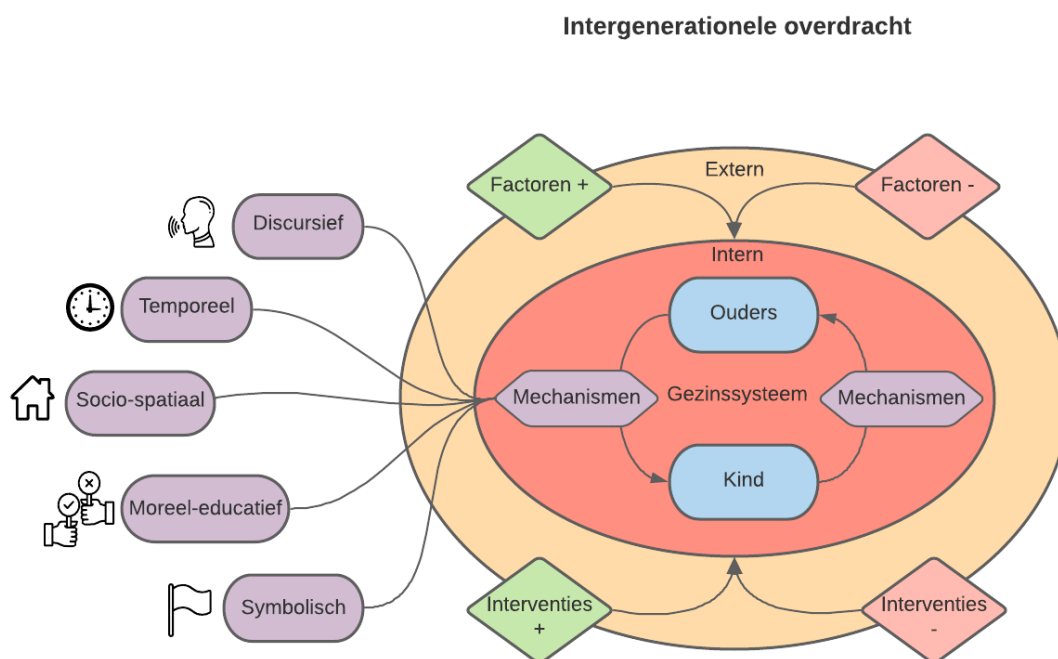 Intergenerationele overdracht
Extern
Factoren +
Factoren -
Discursief
Intern
Temporeel
Ouders
Socio-spatiaal
Mechanismen
Gezinssysteem
Mechanismen
Kind
Moreel-educatief
Symbolisch
Interventies
+
Interventies
-